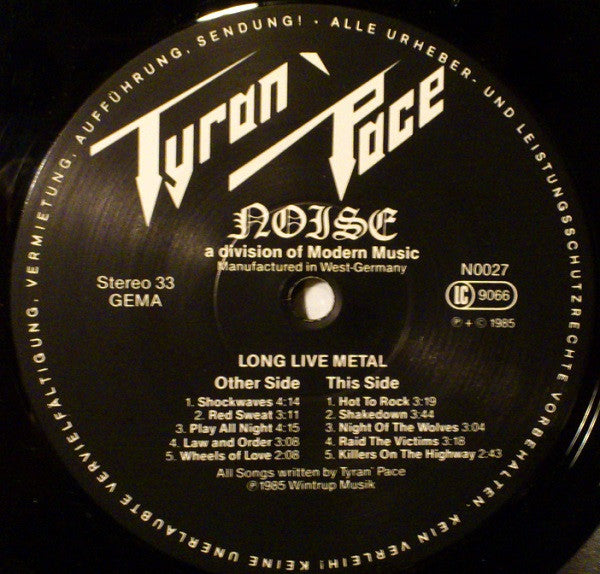 ALLE URHEBER- UND LEISTUNGSSCHUTZRECHTE VORBEHALTEN. KEIN VERLEIH! KEINE UNERLAUBTE VERVIELFÄLTIGUNG, VERMIETUNG, AUFFÜHRUNG, SENDUNG! ·
Tyran` Pace
NOISE
a division of Modern Music
Manufactured in West-Germany
Stereo 33
GEMA
N0027
LC 9066
℗ + © 1985
LONG LIVE METAL
Other Side
1. Shockwaves 4:14
2. Red Sweat 3:11
3. Play All Night 4:15
4. Law and Order 3:08
5. Wheels of Love 2:08
This Side
1. Hot To Rock 3:19
2. Shakedown 3:44
3. Night Of The Wolves 3:04
4. Raid The Victims 3:18
5. Killers On The Highway 2:43
All Songs written by Tyran` Pace
℗ 1985 Wintrup Musik